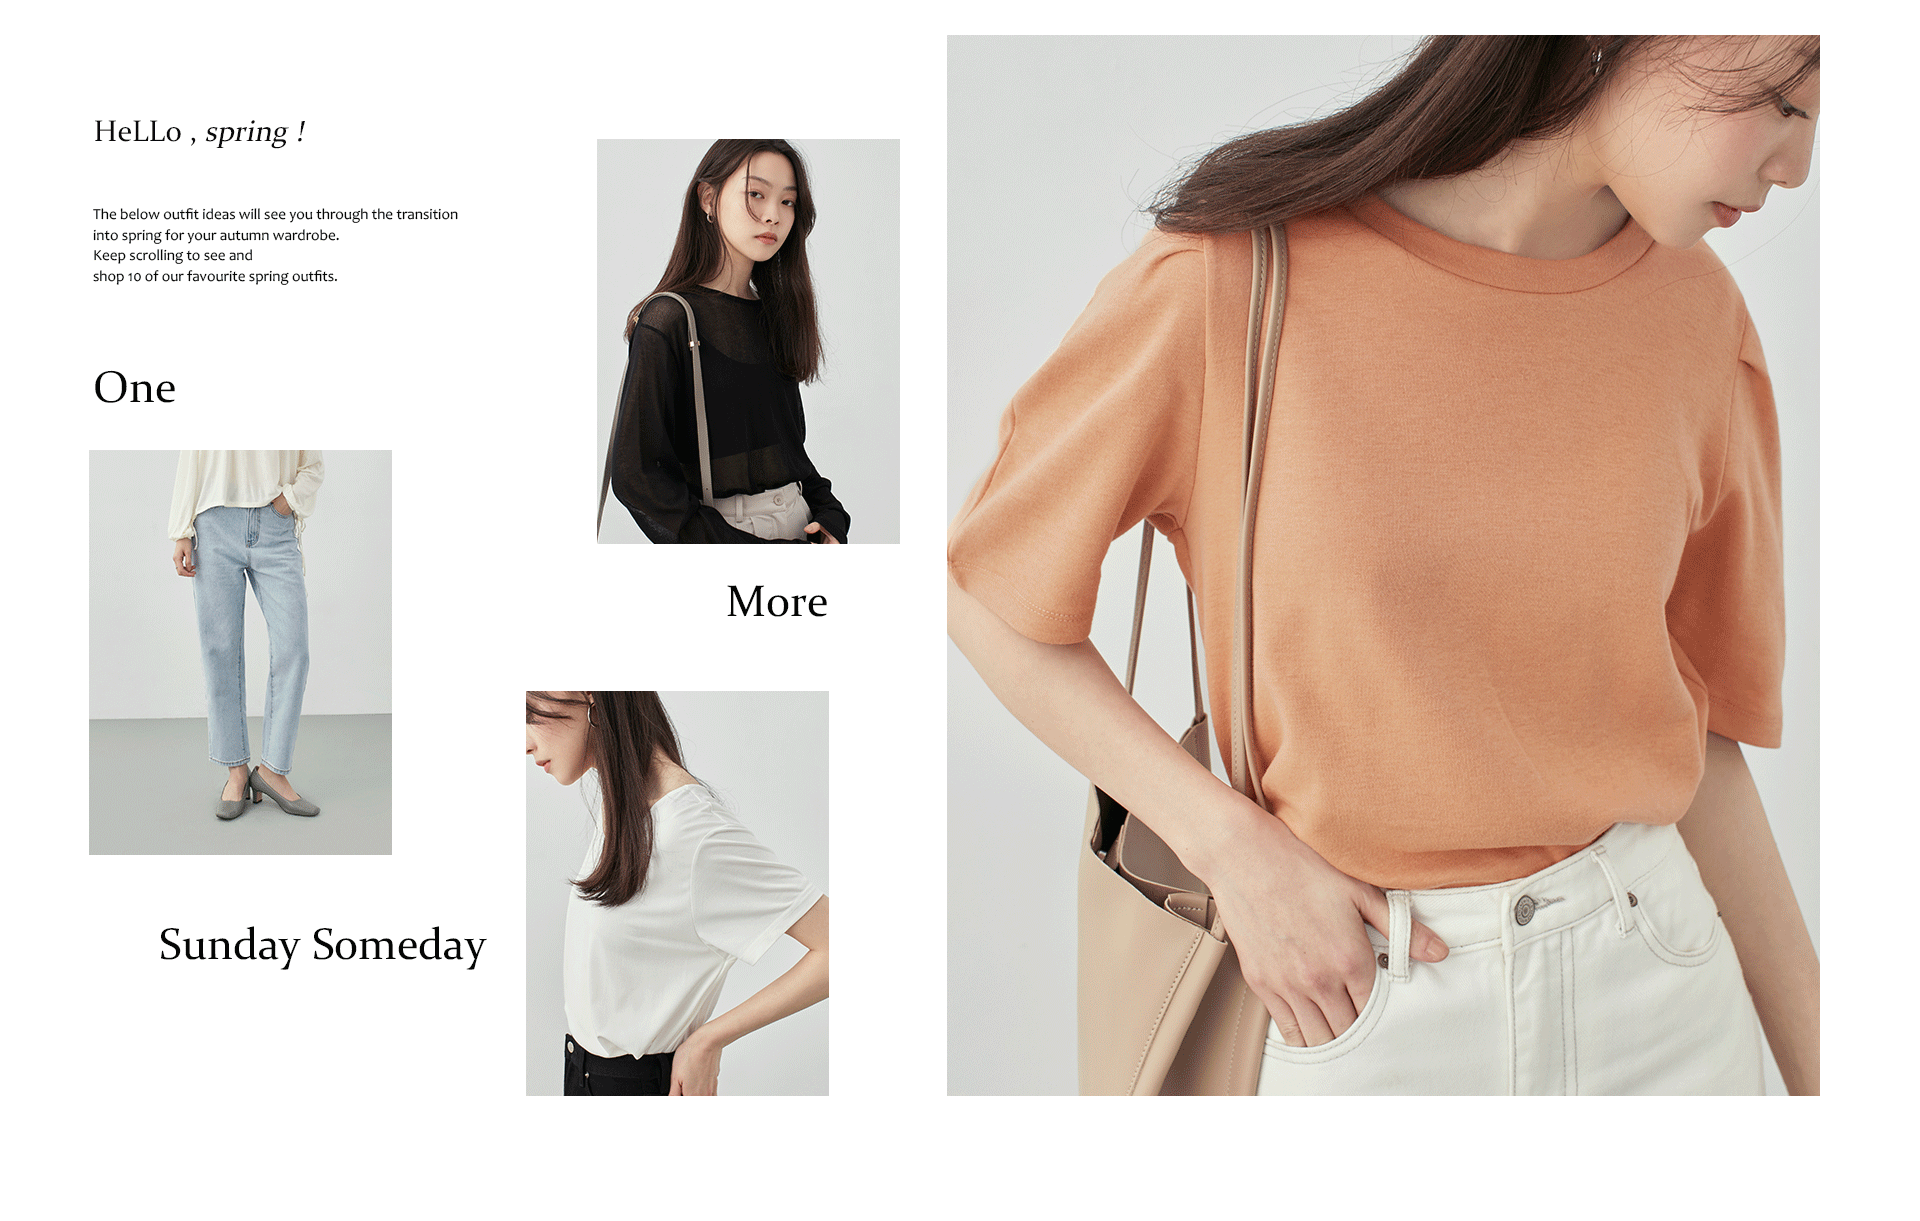 HeLLo , spring !
The below outfit ideas will see you through the transition
into spring for your autumn wardrobe.
Keep scrolling to see and
shop 10 of our favourite spring outfits.
One
More
Sunday Someday